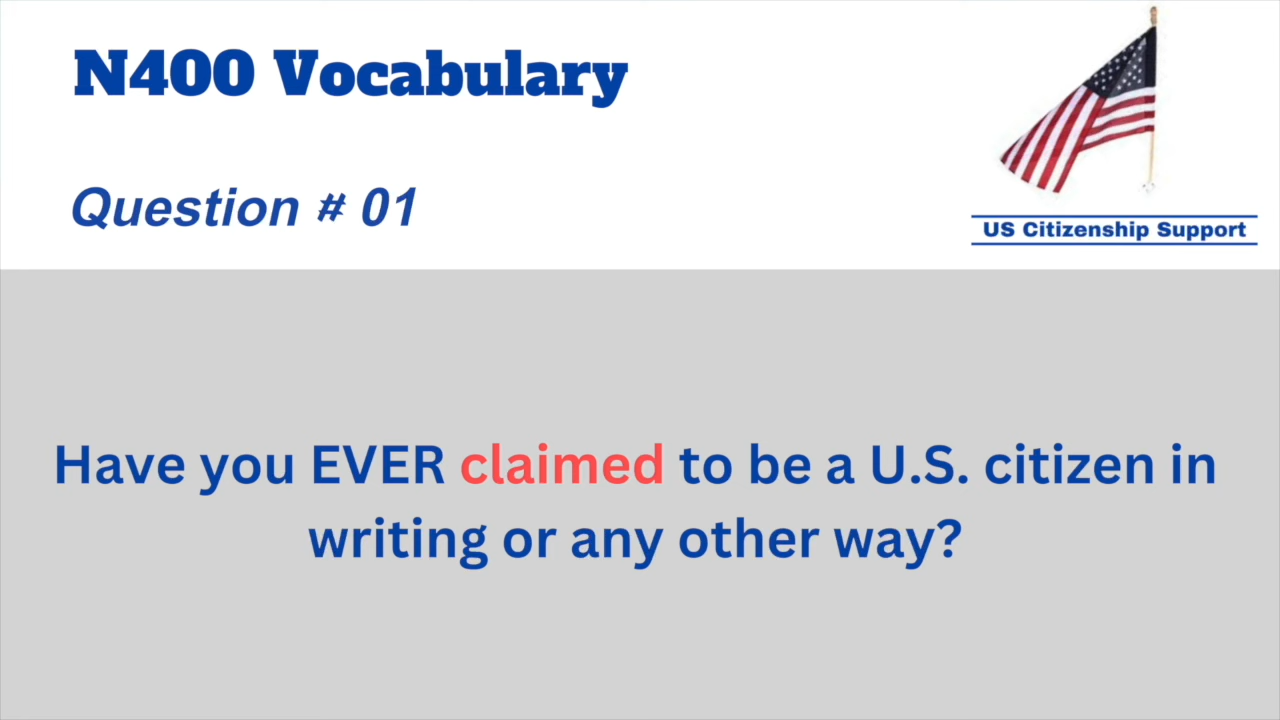 N400 Vocabulary
Question # 01
US Citizenship Support
Have you EVER claimed to be a U.S. citizen in
writing or any other way?